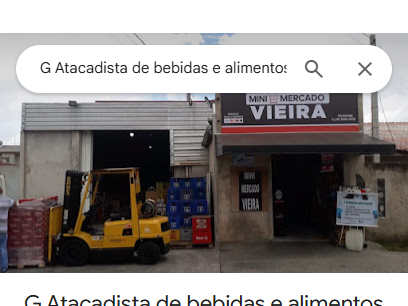 G Atacadista de bebidas e alimentos
MINI MERCADO
VIEIRA
MINI
MERCADO
VIEIRA
G Atacadista de bebidas e alimentos